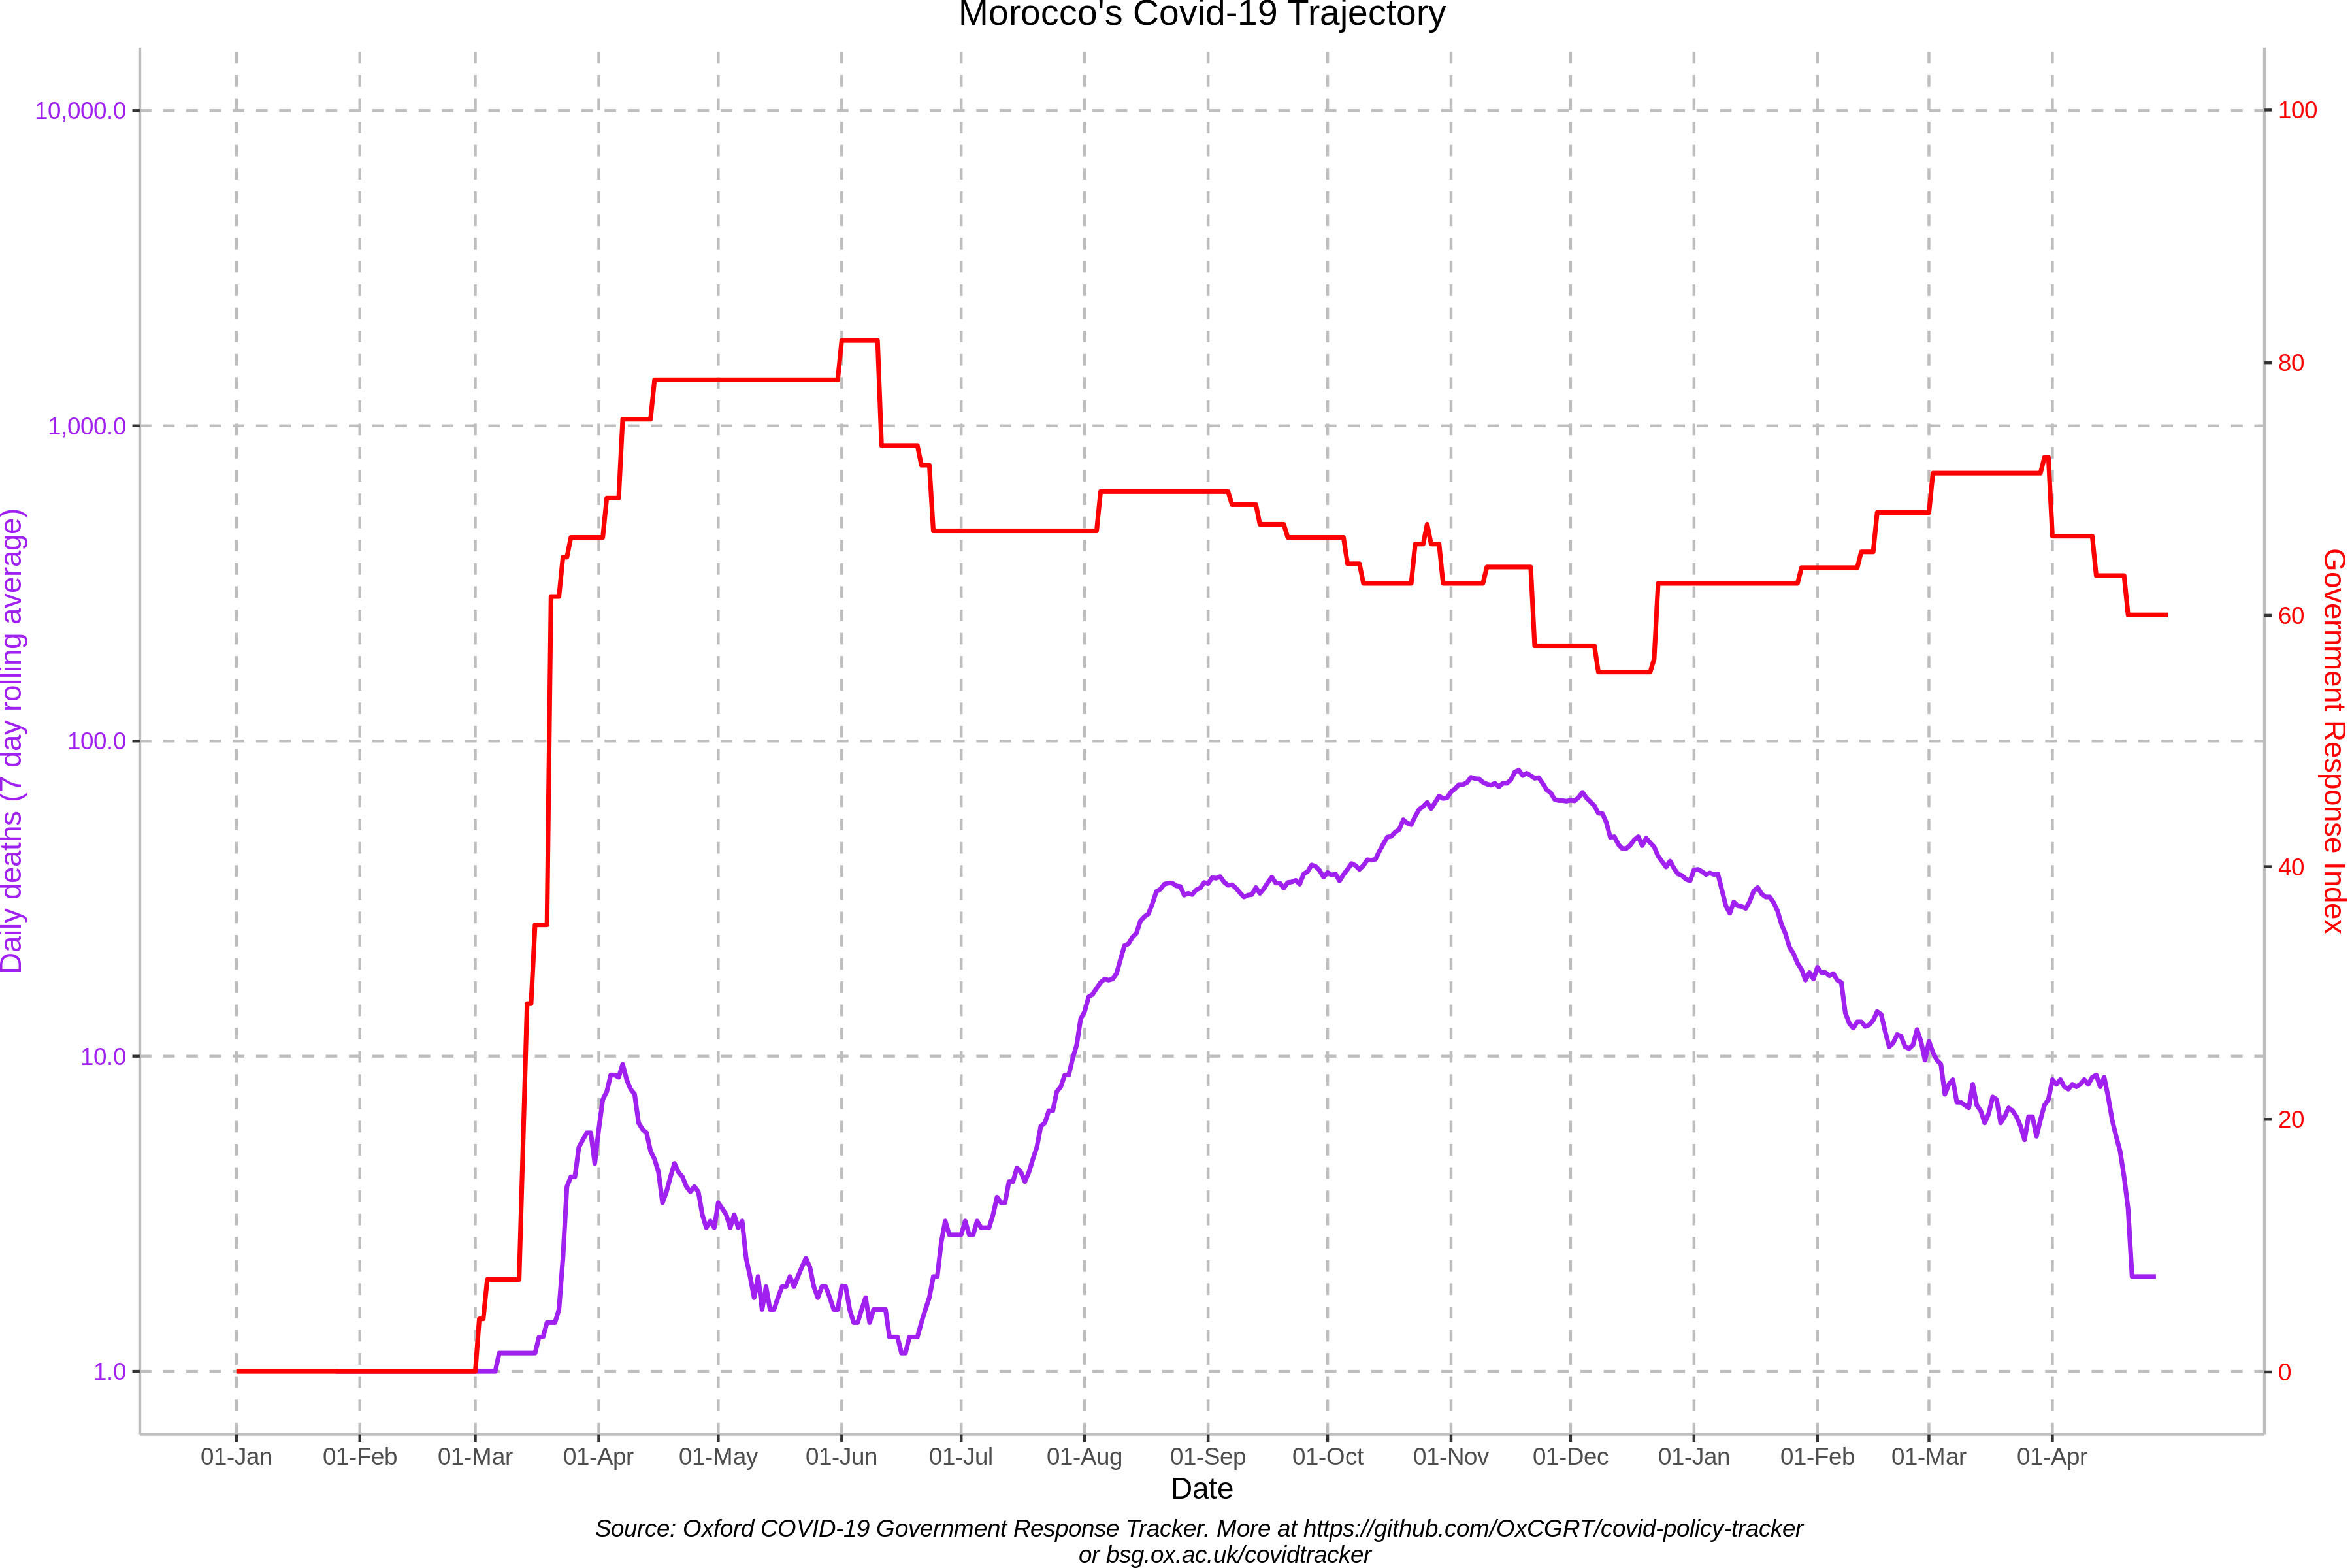 Morocco's Covid-19 Trajectory
10,000.0
1,000.0
100.0
10.0
1.0
Daily deaths (7 day rolling average)
100
80
60
40
20
0
Government Response Index
01-Jan 01-Feb 01-Mar 01-Apr 01-May 01-Jun 01-Jul 01-Aug 01-Sep 01-Oct 01-Nov 01-Dec 01-Jan 01-Feb 01-Mar 01-Apr
Date
Source: Oxford COVID-19 Government Response Tracker. More at https://github.com/OxCGRT/covid-policy-tracker
or bsg.ox.ac.uk/covidtracker